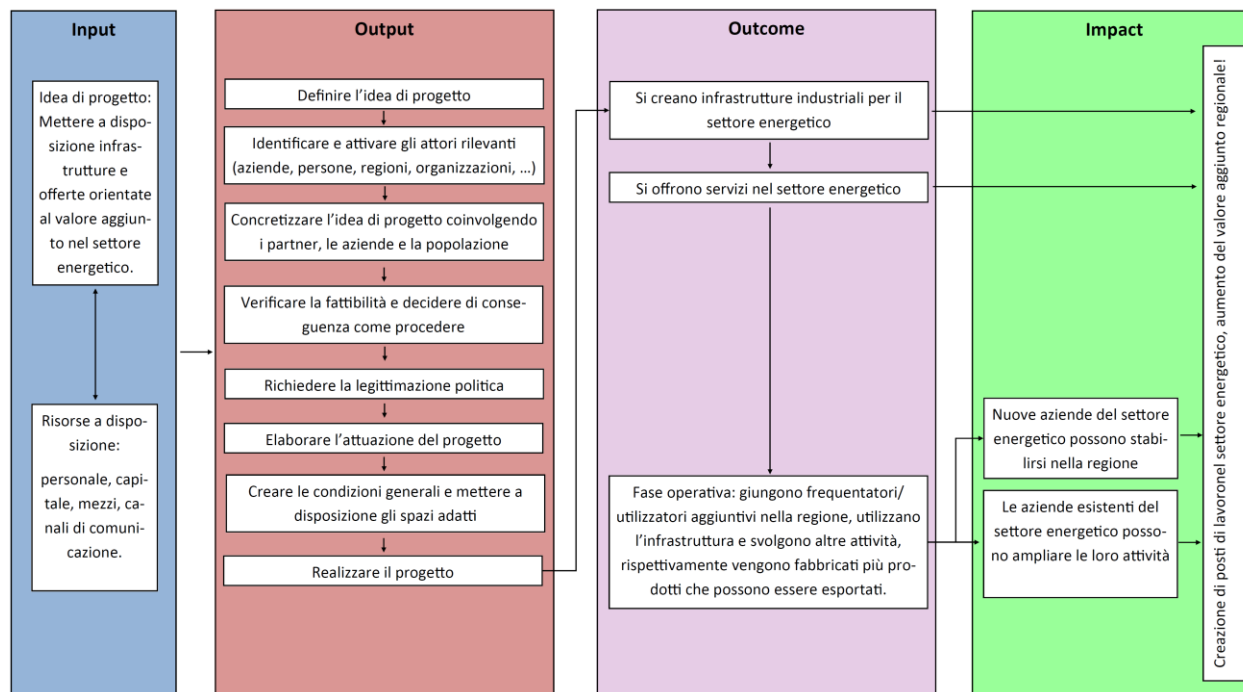 Input
Idea di progetto:
Mettere a dispo-
sizione infras-
trutture e
offerte orientate
al valore aggiun-
to nel settore
energetico.
Risorse a dispo-
sizione:
personale, capi-
tale, mezzi, ca-
nali di comuni-
cazione.
Output
Definire l'idea di progetto
Identificare e attivare gli attori rilevanti
(aziende, persone, regioni, organizzazioni, ...)
Concretizzare l'idea di progetto coinvolgendo
i partner, le aziende e la popolazione
Verificare la fattibilità e decidere di conse-
guenza come procedere
Richiedere la legittimazione politica
Elaborare l'attuazione del progetto
Creare le condizioni generali e mettere a
disposizione gli spazi adatti
Realizzare il progetto
Outcome
Si creano infrastrutture industriali per il
settore energetico
Si offrono servizi nel settore energetico
Fase operativa: giungono frequentatori/
utilizzatori aggiuntivi nella regione, utilizzano
l'infrastruttura e svolgono altre attività,
rispettivamente vengono fabbricati più pro-
dotti che possono essere esportati.
Impact
Nuove aziende del settore
energetico possono stabi-
lirsi nella regione
Le aziende esistenti del
settore energetico posso-
no ampliare le loro attività
Creazione di posti di lavoronel settore energetico, aumento del valore aggiunto regionale!